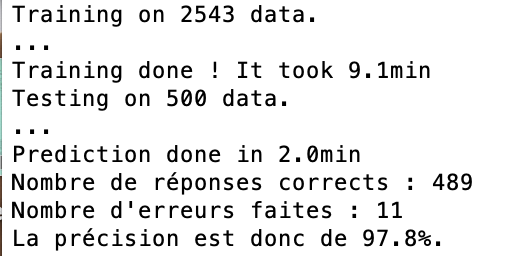 Training on 2543 data.
...
Training done ! It took 9.1min
Testing on 500 data.
...
Prediction done in 2.0min
Nombre de réponses corrects : 489
Nombre d'erreurs faites : 11
La précision est donc de 97.8%.